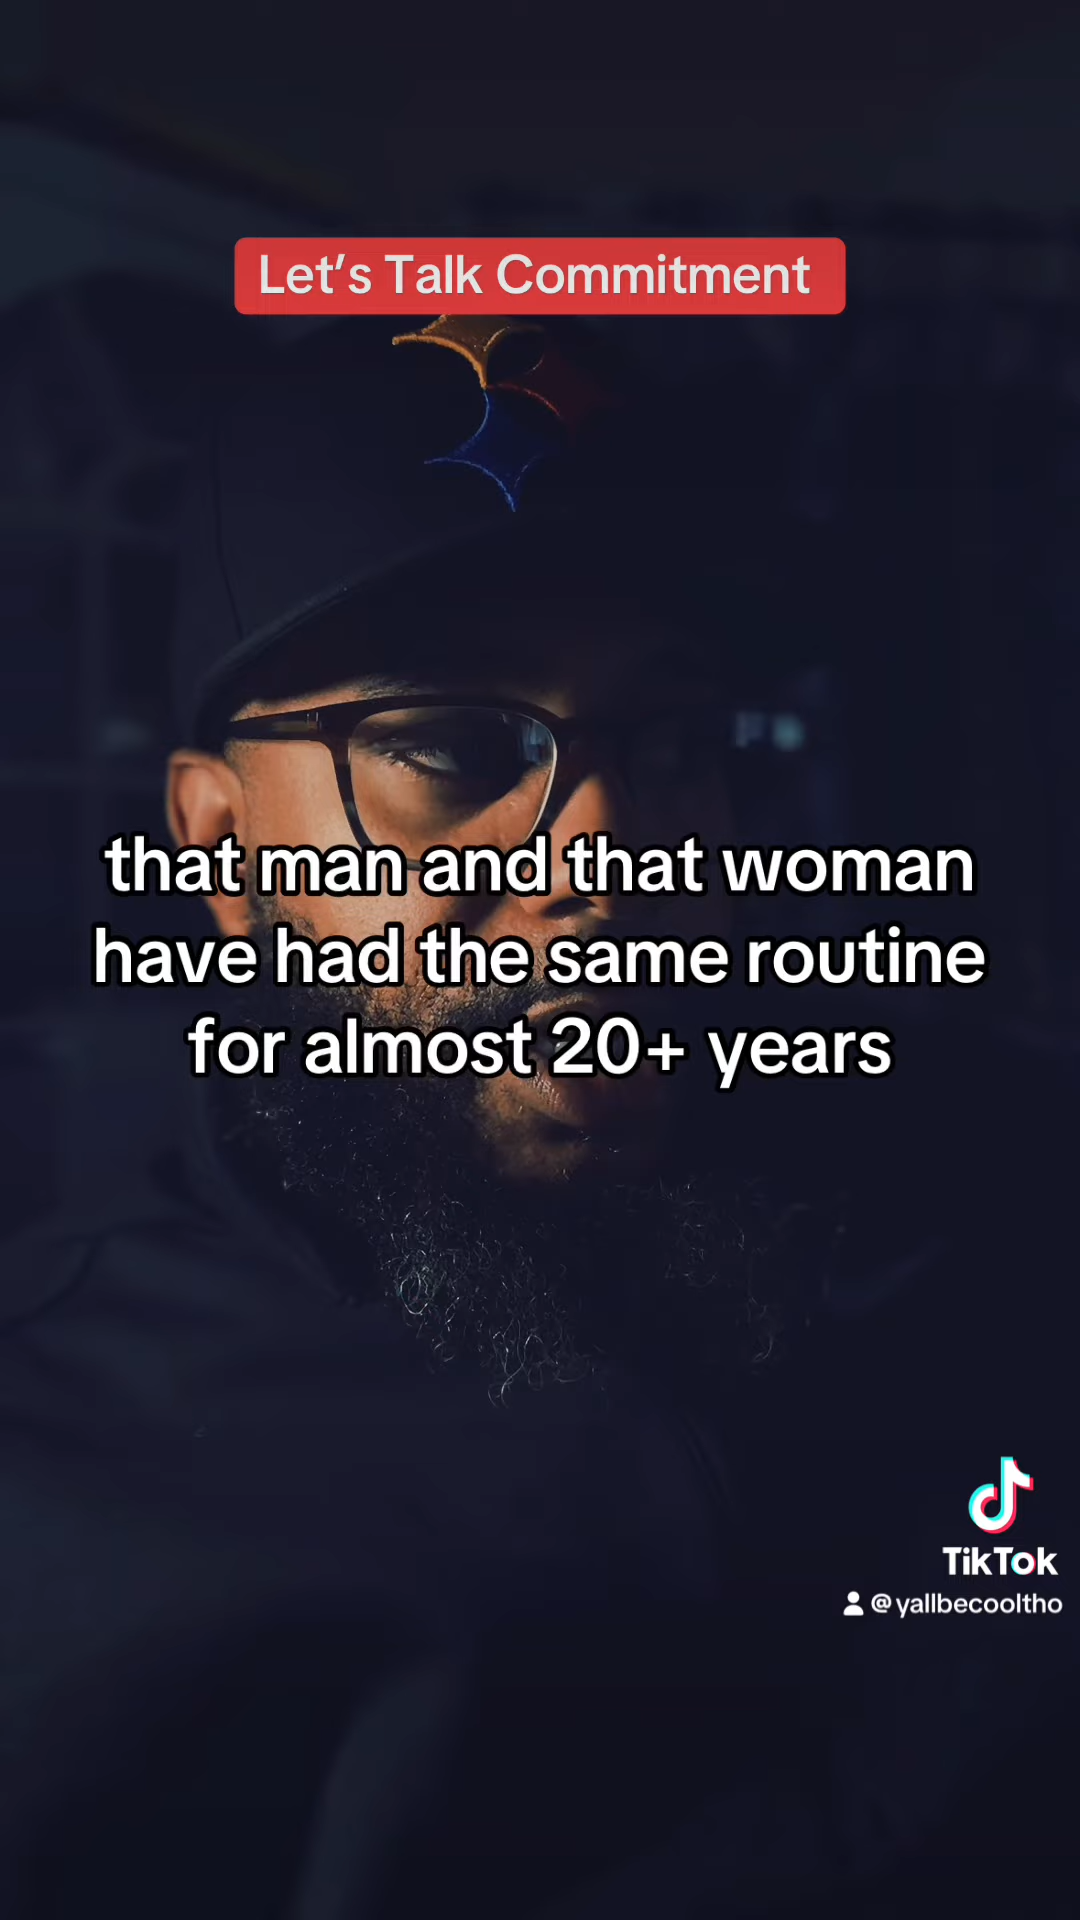 Let's Talk Commitment
that man and that woman
have had the same routine
for almost 20+ years
TikTok
@yallbecooltho